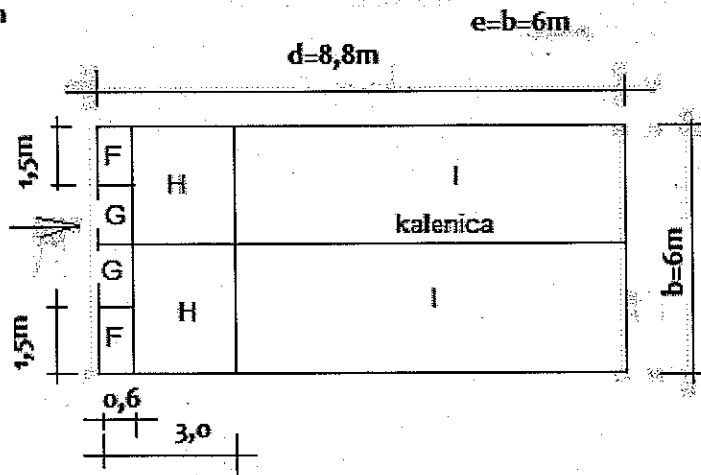 e=b=6m
d=8,8m
1,5m
F
H
I
G
kalenica
b=6m
G
H
I
1,5m
F
0,6
3,0